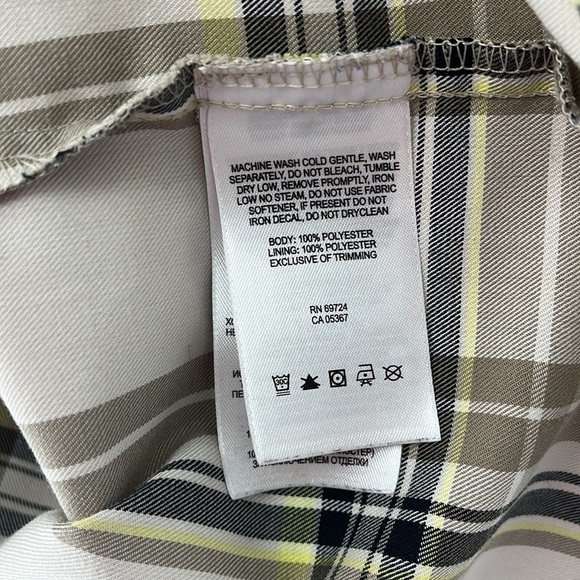 MACHINE WASH COLD GENTLE, WASH
SEPARATELY, DO NOT BLEACH, TUMBLE
DRY LOW, REMOVE PROMPTLY, IRON
LOW NO STEAM, DO NOT USE FABRIC
SOFTENER, IF PRESENT DO NOT
IRON DECAL, DO NOT DRYCLEAN
BODY: 100% POLYESTER
LINING: 100% POLYESTER
EXCLUSIVE OF TRIMMING
RN 69724
CA 05367
30C
ОТДЕЛКИ